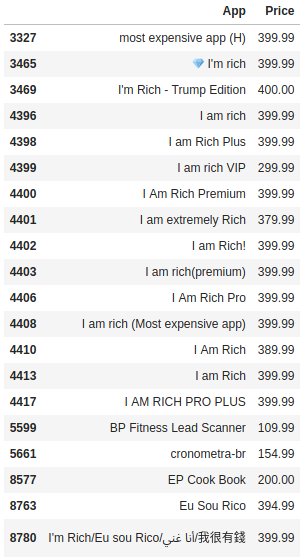 App Price
3327 most expensive app (H) 399.99
3465 💎 I'm rich 399.99
3469 I'm Rich - Trump Edition 400.00
4396 I am rich 399.99
4398 I am Rich Plus 399.99
4399 I am rich VIP 299.99
4400 I Am Rich Premium 399.99
4401 I am extremely Rich 379.99
4402 I am Rich! 399.99
4403 I am rich(premium) 399.99
4406 I Am Rich Pro 399.99
4408 I am rich (Most expensive app) 399.99
4410 I Am Rich 389.99
4413 I am Rich 399.99
4417 I AM RICH PRO PLUS 399.99
5599 BP Fitness Lead Scanner 109.99
5661 cronometra-br 154.99
8577 EP Cook Book 200.00
8763 Eu Sou Rico 394.99
8780 I'm Rich/Eu sou Rico/أنا غني/我很有錢 399.99